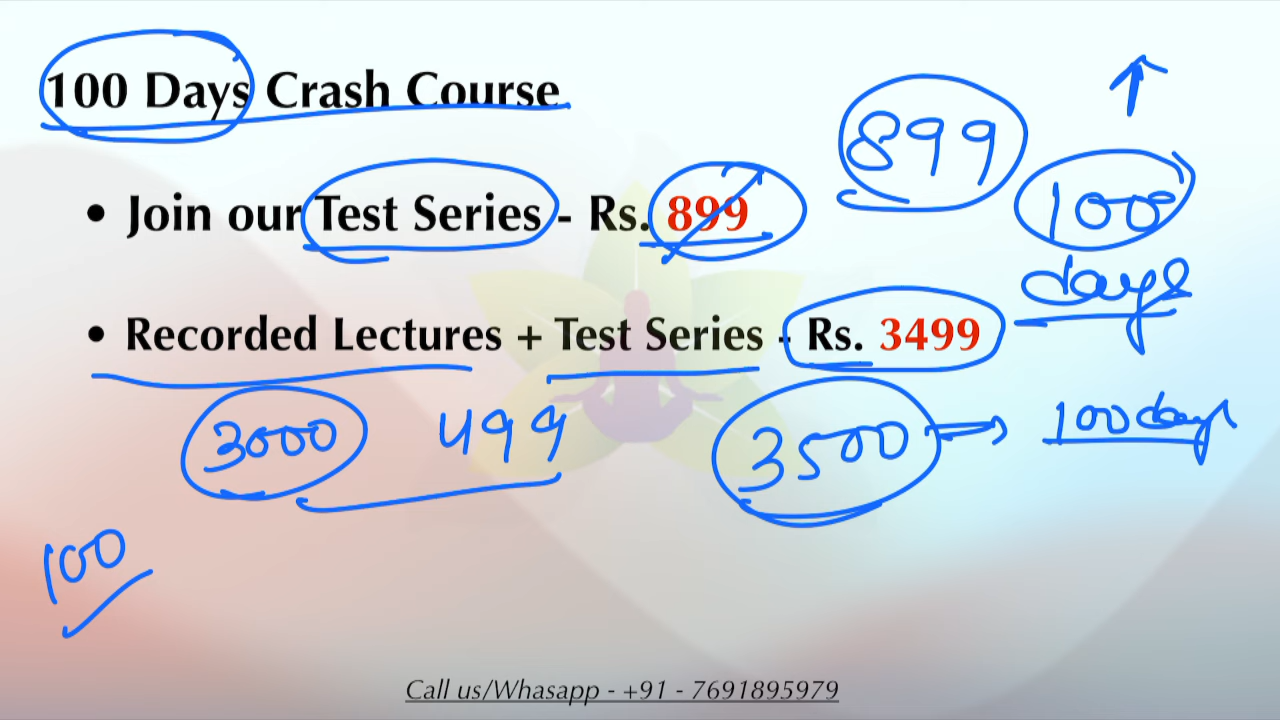 100 Days Crash Course
899
• Join our Test Series - Rs. 899
100
days
• Recorded Lectures + Test Series - Rs. 3499
3000 499 3500 → 100 days
100
Call us/Whasapp - +91 - 7691895979